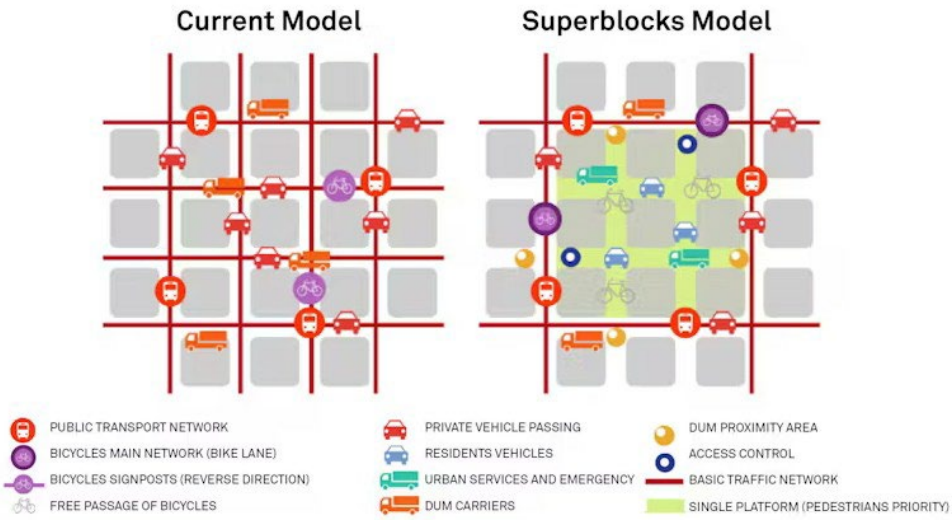 Current Model
Superblocks Model
PUBLIC TRANSPORT NETWORK
BICYCLES MAIN NETWORK (BIKE LANE)
BICYCLES SIGNPOSTS (REVERSE DIRECTION)
FREE PASSAGE OF BICYCLES
PRIVATE VEHICLE PASSING
RESIDENTS VEHICLES
URBAN SERVICES AND EMERGENCY
DUM CARRIERS
DUM PROXIMITY AREA
ACCESS CONTROL
BASIC TRAFFIC NETWORK
SINGLE PLATFORM (PEDESTRIANS PRIORITY)